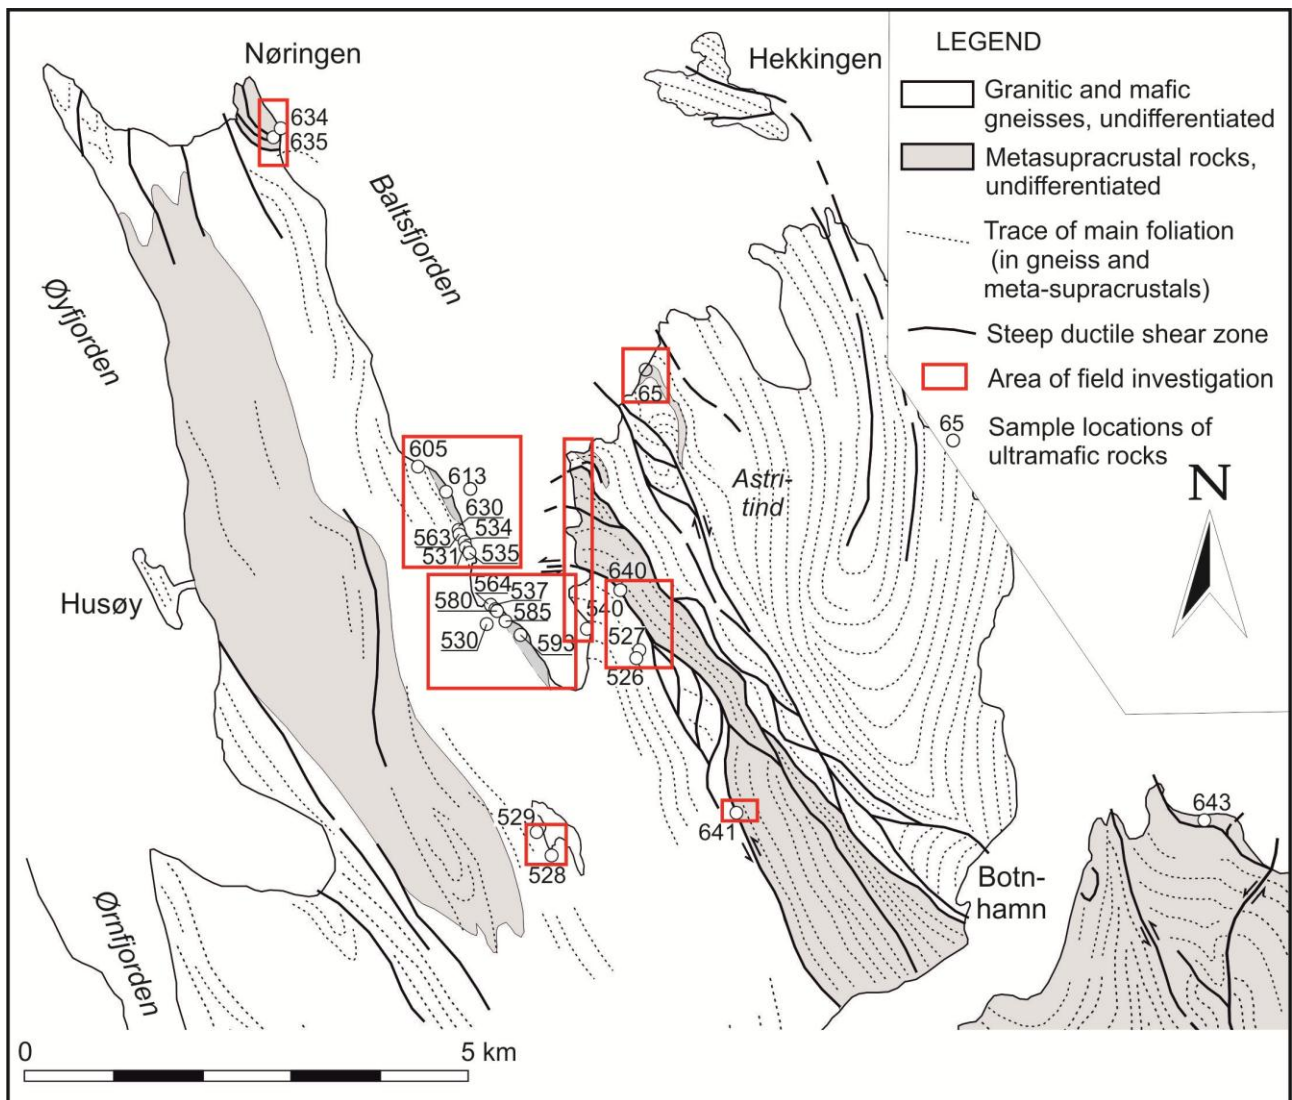 Nøringen
Hekkingen
LEGEND
Granitic and mafic
gneisses, undifferentiated
Metasupracrustal rocks,
undifferentiated
Trace of main foliation
(in gneiss and
meta-supracrustals)
Steep ductile shear zone
Area of field investigation
65
Sample locations of
ultramafic rocks
N
634
635
Baltsfjorden
Øyfjorden
65
Astri-
tind
605
613
630
563
534
531
535
Husøy
564
537
580
585
530
593
640
540
527
526
529
528
641
643
Botn-
hamn
Ørnfjorden
0
5 km